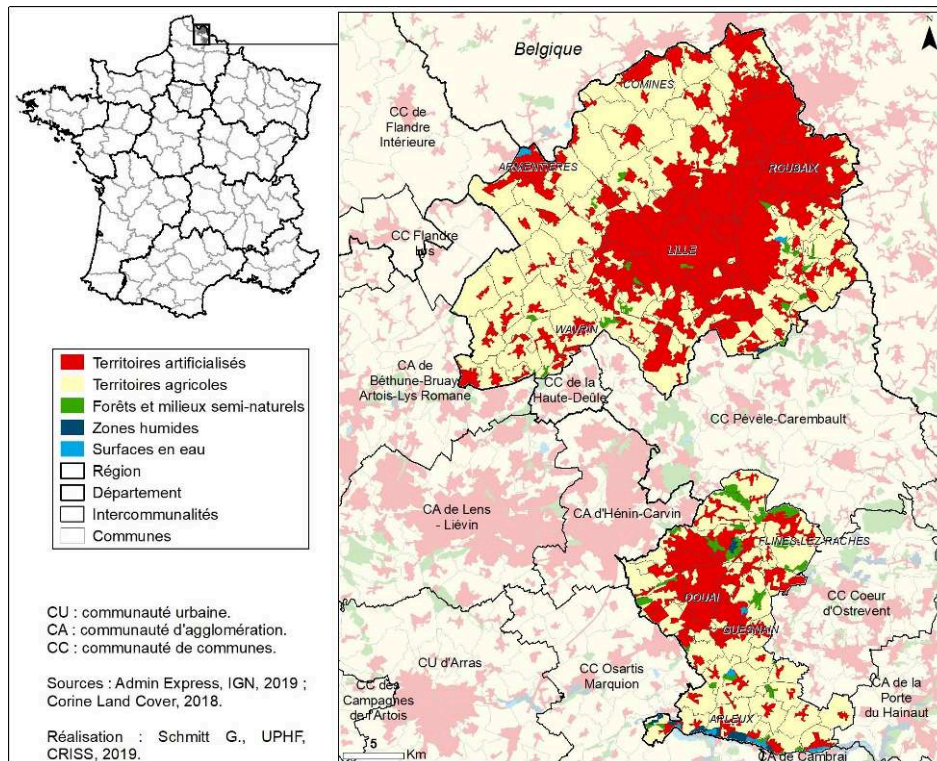 Belgique
COMINES
CC de
Flandre
Intérieure
ARMENTIERES
ROUBAIX
CC Flandre
Lys
LILLE
WAVRIN
CA de
Béthune-Bruay,
Artois-Lys Romane
CC de la
Haute-Deûle
CC Pévèle-Carembault
CA de Lens
- Liévin
CA d'Hénin-Carvin
FLINES-LEZ-RACHES
DOUAI
CC Coeur
d'Ostrevent
GUESNAIN
CU d'Arras
CC Osartis
Marquion
CC des
Campagnes
de l'Artois
CA de la
Porte
du Hainaut
ARLEUX
CA de Cambrai
5
Km
Territoires artificialisés
Territoires agricoles
Forêts et milieux semi-naturels
Zones humides
Surfaces en eau
Région
Département
Intercommunalités
Communes
CU : communauté urbaine.
CA : communauté d'agglomération.
CC : communauté de communes.
Sources : Admin Express, IGN, 2019 ;
Corine Land Cover, 2018.
Réalisation : Schmitt G., UPHF,
CRISS, 2019.